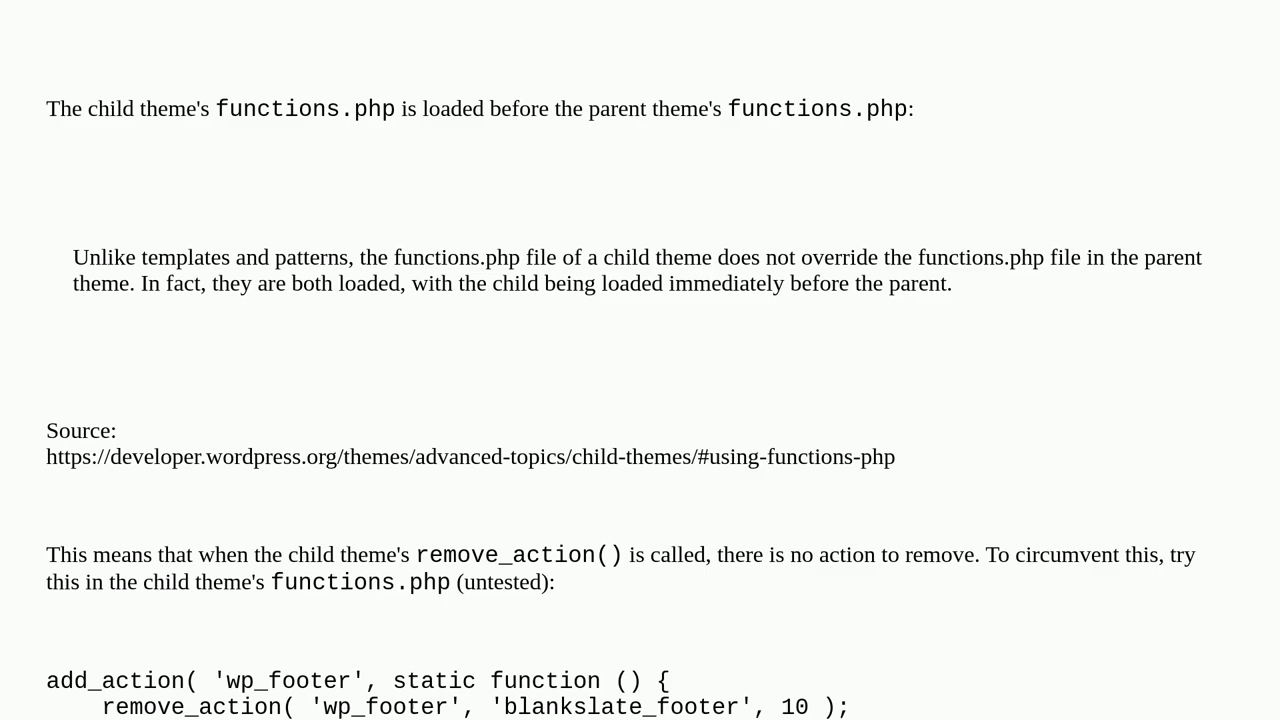 The child theme's functions.php is loaded before the parent theme's functions.php:
Unlike templates and patterns, the functions.php file of a child theme does not override the functions.php file in the parent
theme. In fact, they are both loaded, with the child being loaded immediately before the parent.
Source:
https://developer.wordpress.org/themes/advanced-topics/child-themes/#using-functions-php
This means that when the child theme's remove_action() is called, there is no action to remove. To circumvent this, try
this in the child theme's functions.php (untested):
add_action( 'wp_footer', static function () {
    remove_action( 'wp_footer', 'blankslate_footer', 10 );